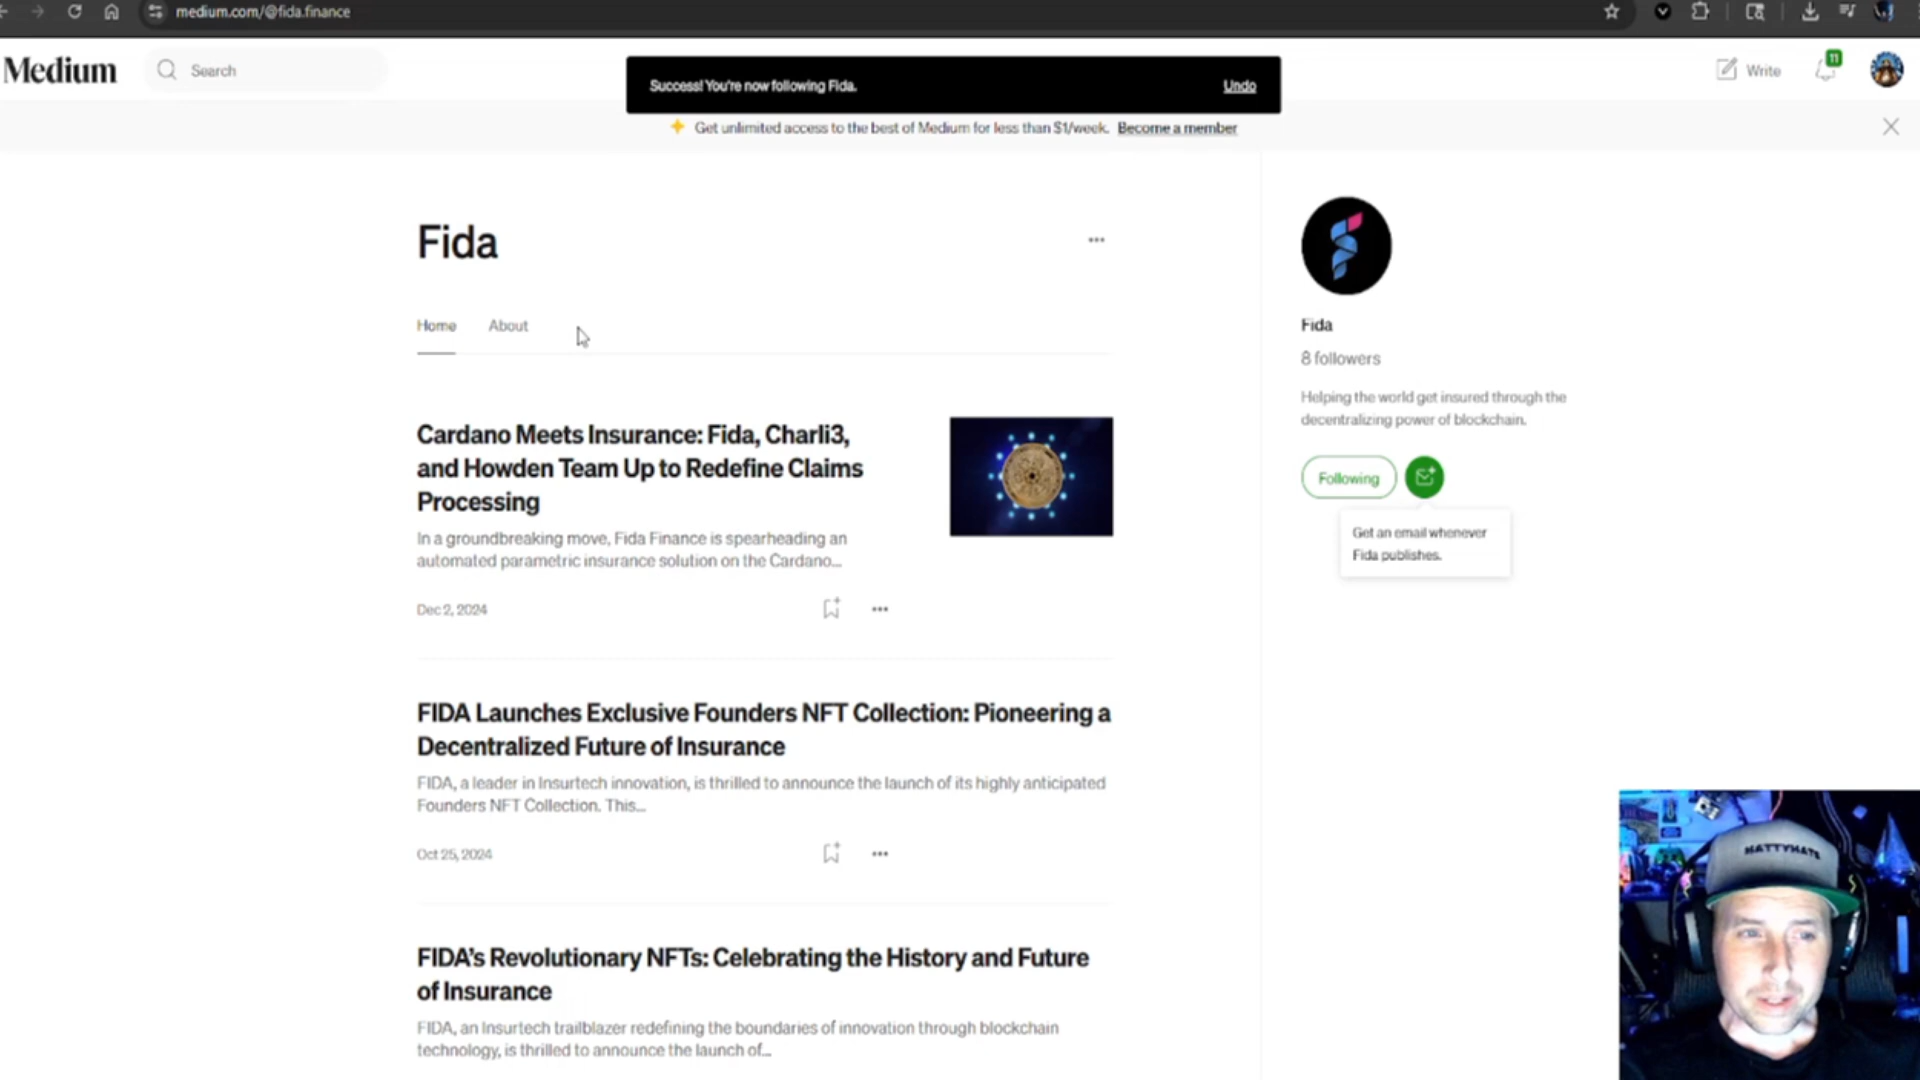 medium.com/@fida.finance
Medium
Search
Success! You're now following Fida.
Undo
Write
11
Get unlimited access to the best of Medium for less than $1/week. Become a member
Fida
Home
About
Cardano Meets Insurance: Fida, Charli3,
and Howden Team Up to Redefine Claims
Processing
In a groundbreaking move, Fida Finance is spearheading an
automated parametric insurance solution on the Cardano...
Dec 2, 2024
FIDA Launches Exclusive Founders NFT Collection: Pioneering a
Decentralized Future of Insurance
FIDA, a leader in Insurtech innovation, is thrilled to announce the launch of its highly anticipated
Founders NFT Collection. This...
Oct 25, 2024
FIDA's Revolutionary NFTs: Celebrating the History and Future
of Insurance
FIDA, an Insurtech trailblazer redefining the boundaries of innovation through blockchain
technology, is thrilled to announce the launch of...
Fida
8 followers
Helping the world get insured through the
decentralizing power of blockchain.
Following
Get an email whenever
Fida publishes.
HATTYHATS